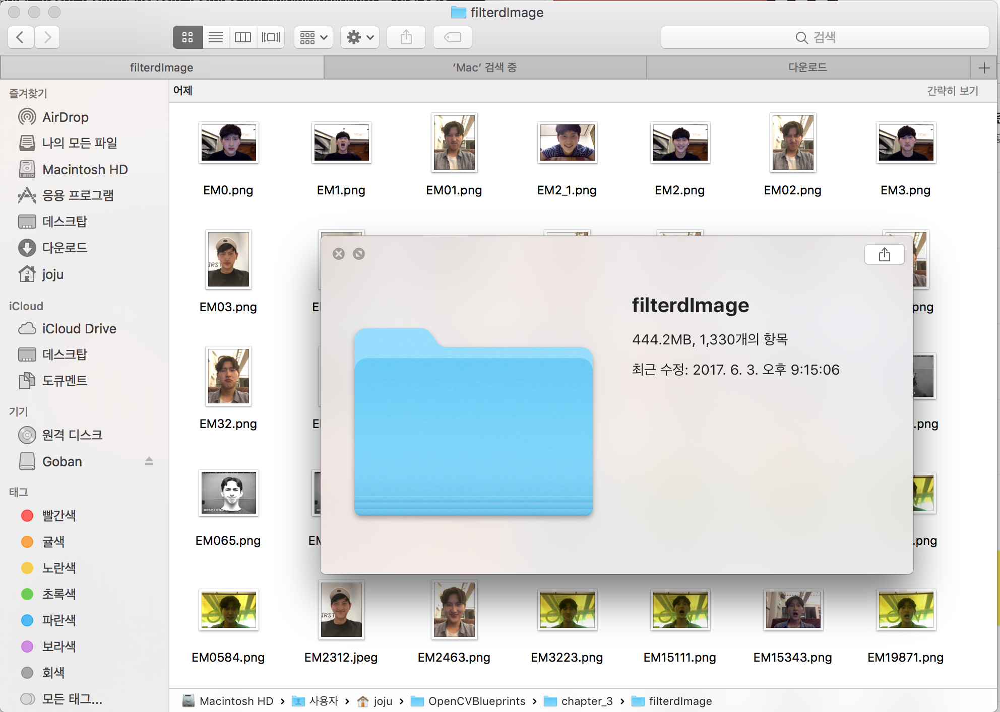 filterdImage
검색
filterdImage
‘Mac’ 검색 중
다운로드
즐겨찾기
AirDrop
나의 모든 파일
Macintosh HD
응용 프로그램
데스크탑
다운로드
joju
iCloud
iCloud Drive
데스크탑
도큐멘트
기기
원격 디스크
Goban
태그
빨간색
귤색
노란색
초록색
파란색
보라색
회색
모든 태그...
어제
간략히 보기
EM0.png
EM1.png
EM01.png
EM2_1.png
EM2.png
EM02.png
EM3.png
EM03.png
EM32.png
EM065.png
filterdImage
444.2MB, 1,330개의 항목
최근 수정: 2017. 6. 3. 오후 9:15:06
.png
.png
EM0584.png
EM2312.jpeg
EM2463.png
EM3223.png
EM15111.png
EM15343.png
EM19871.png
Macintosh HD › 사용자 › joju › OpenCVBlueprints › chapter_3 › filterdImage